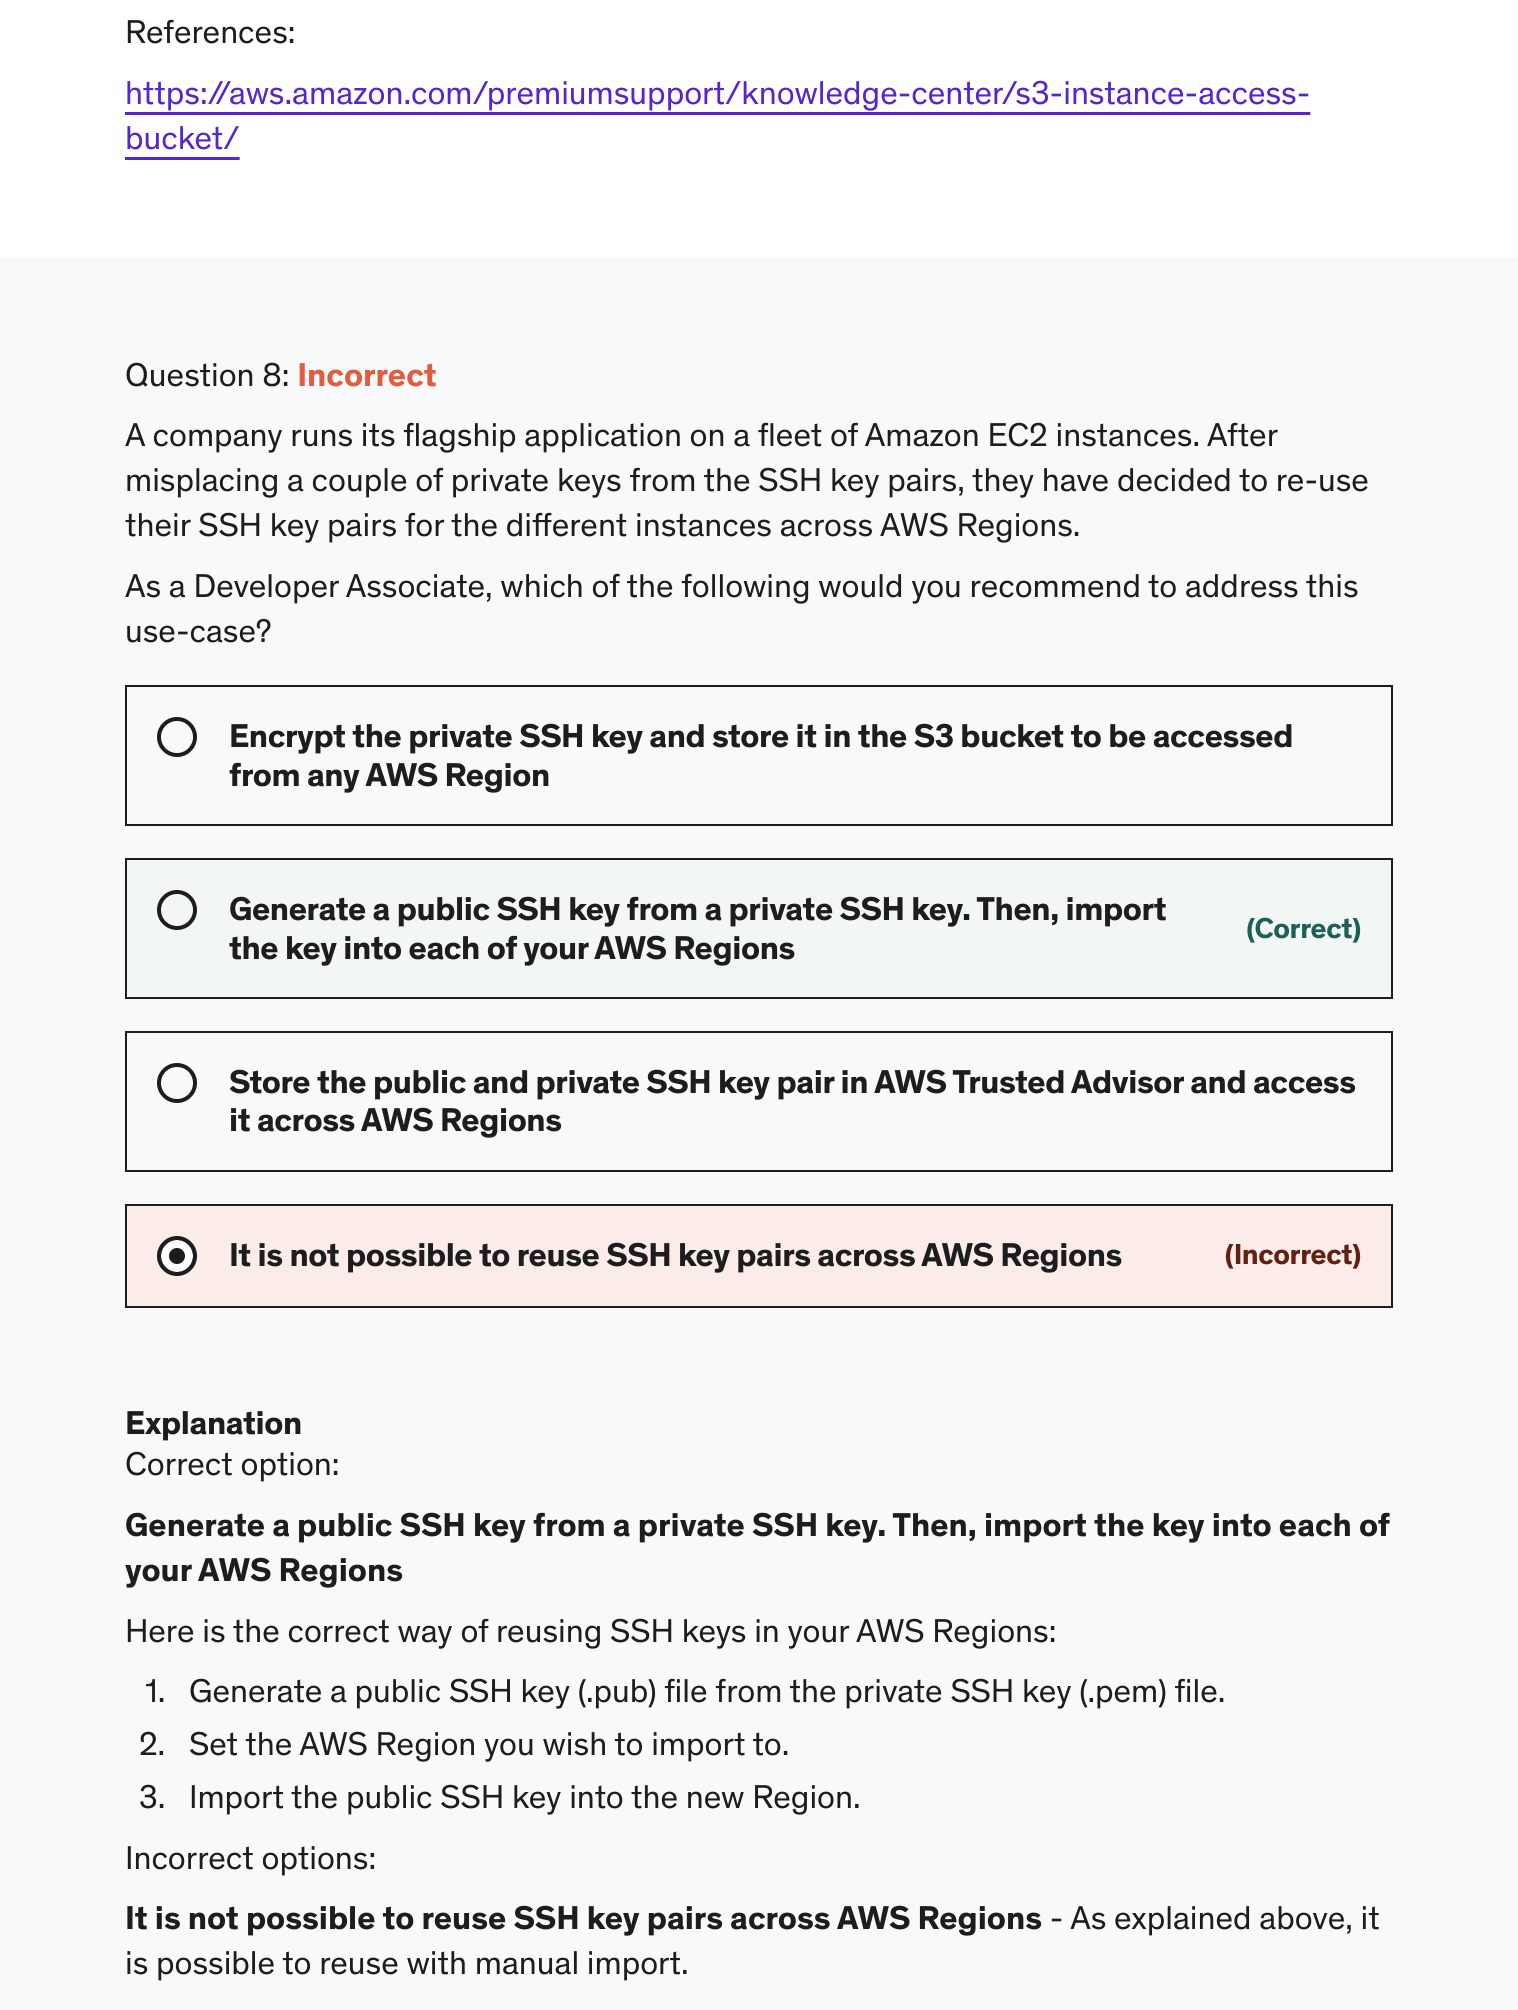 References:
https://aws.amazon.com/premiumsupport/knowledge-center/s3-instance-access-
bucket/
Question 8: Incorrect
A company runs its flagship application on a fleet of Amazon EC2 instances. After
misplacing a couple of private keys from the SSH key pairs, they have decided to re-use
their SSH key pairs for the different instances across AWS Regions.
As a Developer Associate, which of the following would you recommend to address this
use-case?
Encrypt the private SSH key and store it in the S3 bucket to be accessed
from any AWS Region
Generate a public SSH key from a private SSH key. Then, import
the key into each of your AWS Regions
(Correct)
Store the public and private SSH key pair in AWS Trusted Advisor and access
it across AWS Regions
It is not possible to reuse SSH key pairs across AWS Regions
(Incorrect)
Explanation
Correct option:
Generate a public SSH key from a private SSH key. Then, import the key into each of
your AWS Regions
Here is the correct way of reusing SSH keys in your AWS Regions:
1. Generate a public SSH key (.pub) file from the private SSH key (.pem) file.
2. Set the AWS Region you wish to import to.
3. Import the public SSH key into the new Region.
Incorrect options:
It is not possible to reuse SSH key pairs across AWS Regions - As explained above, it
is possible to reuse with manual import.